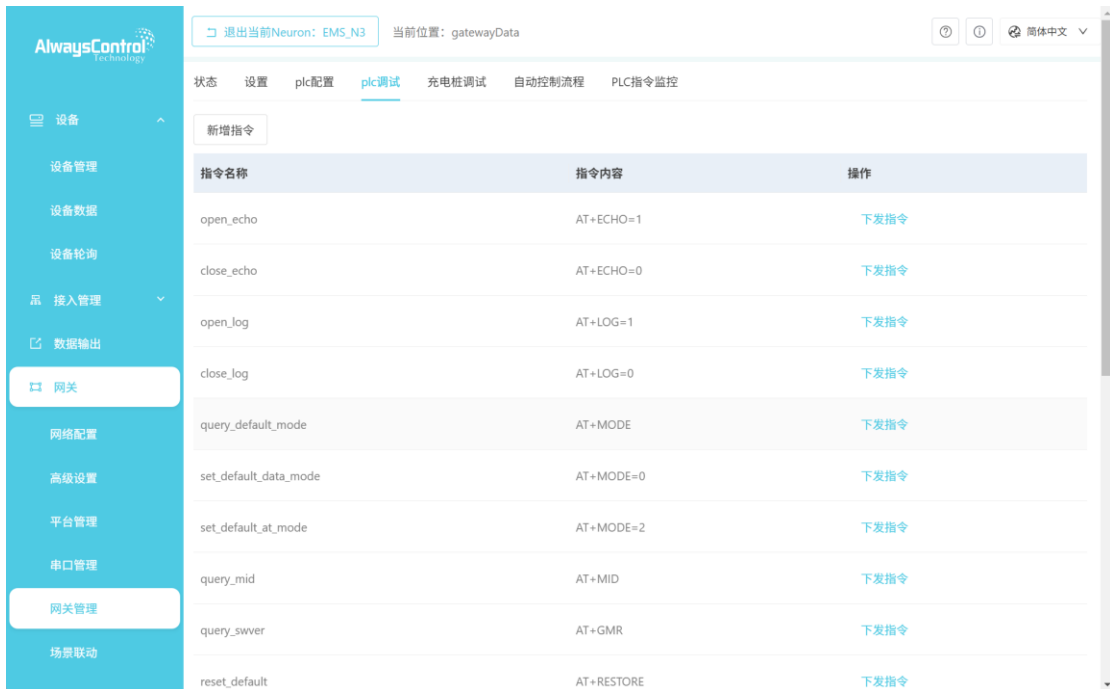 AlwaysControl
Technology
退出当前Neuron：EMS_N3 当前位置：gatewayData 简体中文
状态 设置 plc配置 plc调试 充电桩调试 自动控制流程 PLC指令监控
新增指令
设备
设备管理
设备数据
设备轮询
接入管理
数据输出
网关
网络配置
高级设置
平台管理
串口管理
网关管理
场景联动
指令名称 指令内容 操作
open_echo AT+ECHO=1 下发指令
close_echo AT+ECHO=0 下发指令
open_log AT+LOG=1 下发指令
close_log AT+LOG=0 下发指令
query_default_mode AT+MODE 下发指令
set_default_data_mode AT+MODE=0 下发指令
set_default_at_mode AT+MODE=2 下发指令
query_mid AT+MID 下发指令
query_swver AT+GMR 下发指令
reset_default AT+RESTORE 下发指令